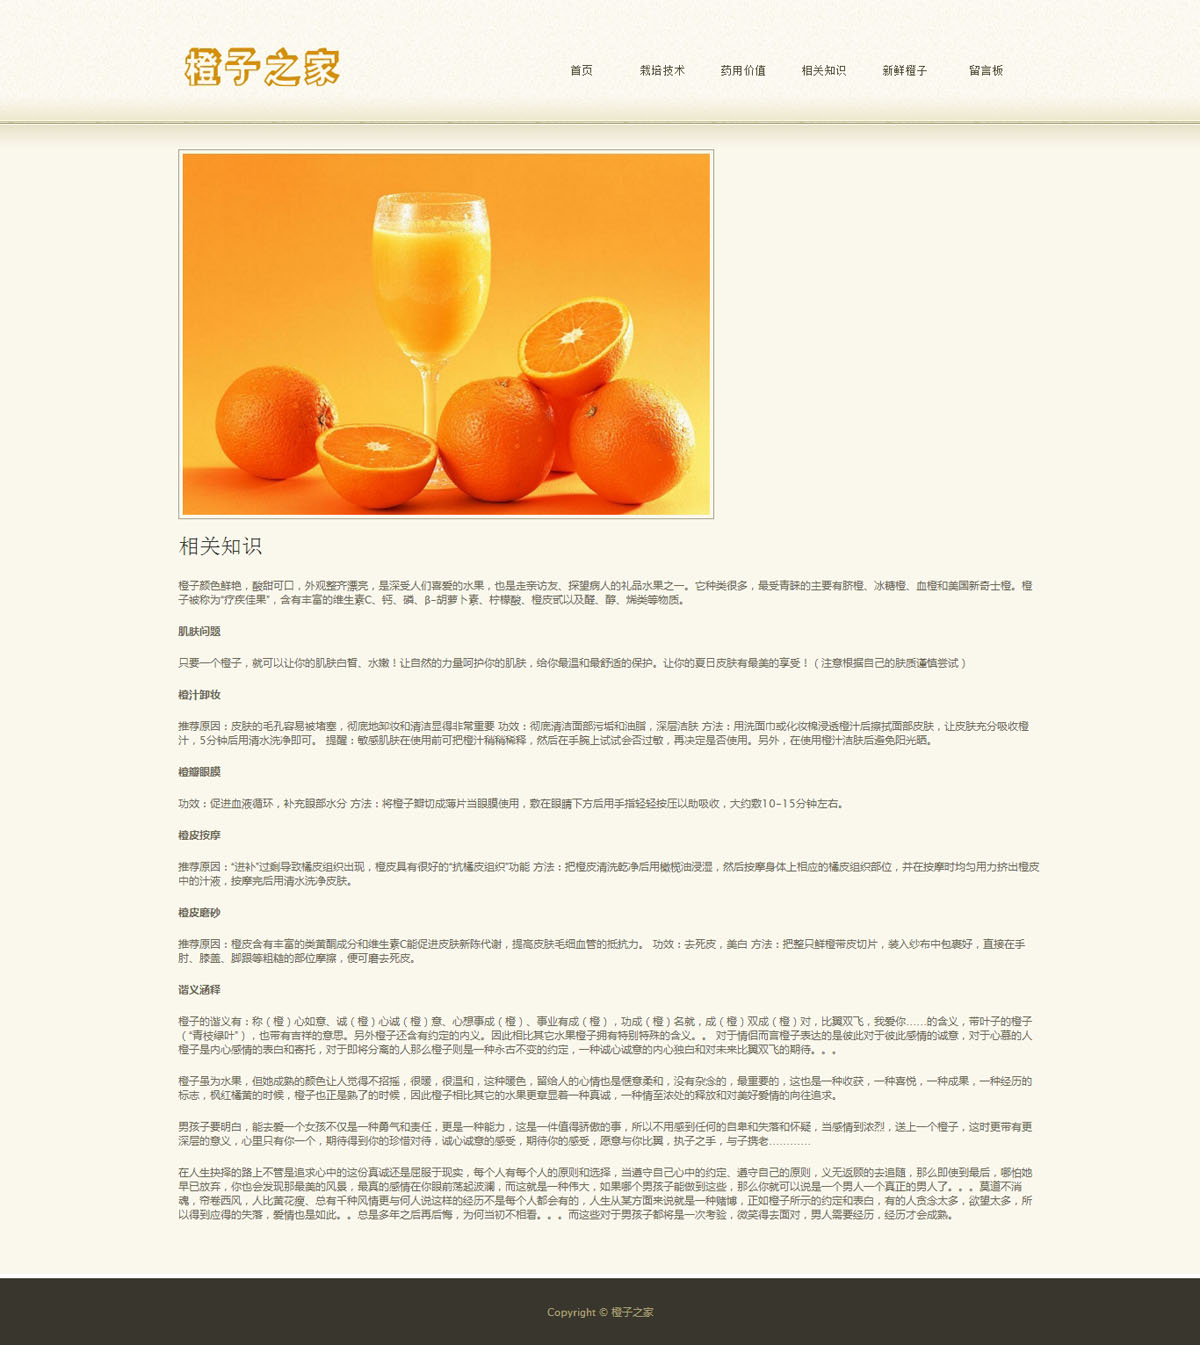 橙子之家
首页 栽培技术 药用价值 相关知识 新鲜橙子 留言板
相关知识
橙子颜色鲜艳，酸甜可口，外观整齐漂亮，是深受人们喜爱的水果，也是走亲访友、探望病人的礼品水果之一。它种类很多，最受青睐的主要有脐橙、冰糖橙、血橙和美国新奇士橙。橙
子被称为“疗疾佳果”，含有丰富的维生素C、钙、磷、β-胡萝卜素、柠檬酸、橙皮甙以及醛、醇、烯类等物质。
肌肤问题
只要一个橙子，就可以让你的肌肤白皙、水嫩！让自然的力量呵护你的肌肤，给你最温和最舒适的保护。让你的夏日皮肤有最美的享受！（注意根据自己的肤质谨慎尝试）
橙汁卸妆
推荐原因：皮肤的毛孔容易被堵塞，彻底地卸妆和清洁显得非常重要 功效：彻底清洁面部污垢和油脂，深层洁肤 方法：用洗面巾或化妆棉浸透橙汁后擦拭面部皮肤，让皮肤充分吸收橙
汁，5分钟后用清水洗净即可。 提醒：敏感肌肤在使用前可把橙汁稍稍稀释，然后在手腕上试试会否过敏，再决定是否使用。另外，在使用橙汁洁肤后避免阳光晒。
橙瓣眼膜
功效：促进血液循环，补充眼部水分 方法：将橙子瓣切成薄片当眼膜使用，敷在眼睛下方后用手指轻轻按压以助吸收，大约敷10-15分钟左右。
橙皮按摩
推荐原因：“进补”过剩导致橘皮组织出现，橙皮具有很好的“抗橘皮组织”功能 方法：把橙皮清洗乾净后用橄榄油浸湿，然后按摩身体上相应的橘皮组织部位，并在按摩时均匀用力挤出橙皮
中的汁液，按摩完后用清水洗净皮肤。
橙皮磨砂
推荐原因：橙皮含有丰富的类黄酮成分和维生素C能促进皮肤新陈代谢，提高皮肤毛细血管的抵抗力。 功效：去死皮，美白 方法：把整只鲜橙带皮切片，装入纱布中包裹好，直接在手
肘、膝盖、脚跟等粗糙的部位摩擦，便可磨去死皮。
谐义涵释
橙子的谐义有：称（橙）心如意、诚（橙）心诚（橙）意、心想事成（橙）、事业有成（橙），功成（橙）名就，成（橙）双成（橙）对，比翼双飞，我爱你……的含义，带叶子的橙子
（“青枝绿叶”），也带有吉祥的意思。另外橙子还含有约定的内义。因此相比其它水果橙子拥有特别特殊的含义。。 对于情侣而言橙子表达的是彼此对于彼此感情的诚意，对于心慕的人
橙子是内心感情的表白和寄托，对于即将分离的人那么橙子则是一种永古不变的约定，一种诚心诚意的内心独白和对未来比翼双飞的期待。。。
橙子虽为水果，但她成熟的颜色让人觉得不招摇，很暖，很温和，这种暖色，留给人的心情也是惬意柔和，没有杂念的，最重要的，这也是一种收获，一种喜悦，一种成果，一种经历的
标志，枫红橘黄的时候，橙子也正是熟了的时候，因此橙子相比其它的水果更章显着一种真诚，一种情至浓处的释放和对美好爱情的向往追求。
男孩子要明白，能去爱一个女孩不仅是一种勇气和责任，更是一种能力，这是一件值得骄傲的事，所以不用感到任何的自卑和失落和怀疑，当感情到浓烈，送上一个橙子，这时更带有更
深层的意义，心里只有你一个，期待得到你的珍惜对待，诚心诚意的感受，期待你的感受，愿意与你比翼，执子之手，与子携老…………
在人生抉择的路上不管是追求心中的这份真诚还是屈服于现实，每个人有每个人的原则和选择，当遵守自己心中的约定、遵守自己的原则，义无返顾的去追随，那么即使到最后，哪怕她
早已放弃，你也会发现那最美的风景，最真的感情在你眼前荡起波澜，而这就是一种伟大，如果哪个男孩子能做到这些，那么你就可以说是一个男人一个真正的男人了。。。莫道不消
魂，帘卷西风，人比黄花瘦、总有千种风情更与何人说这样的经历不是每个人都会有的，人生从某方面来说就是一种赌博，正如橙子所示的约定和表白，有的人贪念太多，欲望太多，所
以得到应得的失落，爱情也是如此。。总是多年之后再后悔，为何当初不相看。。。而这些对于男孩子都将是一次考验，微笑得去面对，男人需要经历，经历才会成熟。
Copyright © 橙子之家